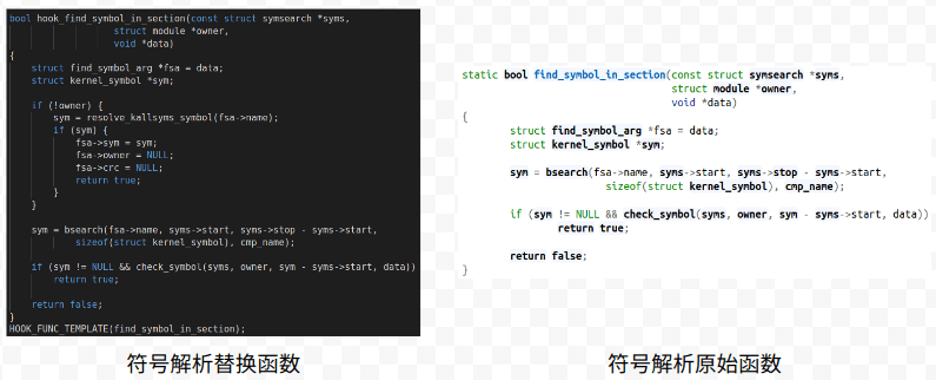 bool hook_find_symbol_in_section(const struct symsearch *syms,
struct module *owner,
void *data)
{
struct find_symbol_arg *fsa = data;
struct kernel_symbol *sym;
if (!owner) {
sym = resolve_kallsyms_symbol(fsa->name);
if (sym) {
fsa->sym = sym;
fsa->owner = NULL;
fsa->crc = NULL;
return true;
}
}
sym = bsearch(fsa->name, syms->start, syms->stop - syms->start,
sizeof(struct kernel_symbol), cmp_name);
if (sym != NULL && check_symbol(syms, owner, sym - syms->start, data))
return true;
return false;
}
HOOK_FUNC_TEMPLATE(find_symbol_in_section);
符号解析替换函数
static bool find_symbol_in_section(const struct symsearch *syms,
struct module *owner,
void *data)
{
struct find_symbol_arg *fsa = data;
struct kernel_symbol *sym;
sym = bsearch(fsa->name, syms->start, syms->stop - syms->start,
sizeof(struct kernel_symbol), cmp_name);
if (sym != NULL && check_symbol(syms, owner, sym - syms->start, data))
return true;
return false;
}
符号解析原始函数